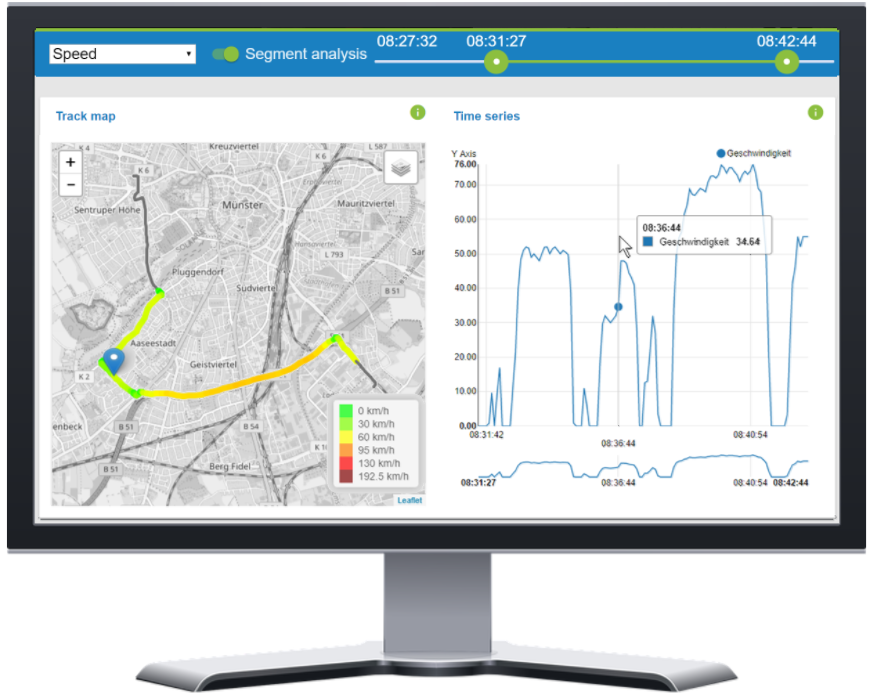 08:27:32 08:31:27 08:42:44
Speed
Segment analysis
Track map
Time series
i
i
K 4
Kreuzviertel
L 587
K 6
K 6
+
−
Sentruper Höhe
Münster
Mauritzviertel
L 793
Pluggendorf
Südviertel
B 51
Aaseestadt
Geistviertel
K 2
enbeck
B 51
B 54
B 51
Berg Fidel
0 km/h
30 km/h
60 km/h
95 km/h
130 km/h
192.5 km/h
Leaflet
Y Axis
Geschwindigkeit
76.00
70.00
60.00
50.00
40.00
30.00
20.00
10.00
0.00
08:36:44
Geschwindigkeit 34.64
08:31:42
08:36:44
08:40:54
08:31:27
08:36:44
08:40:54
08:42:44